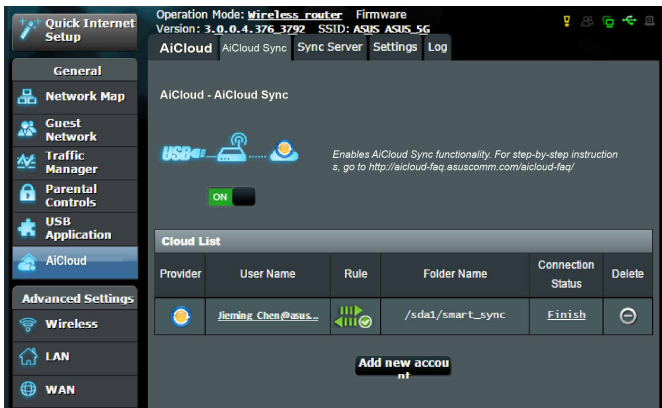 Quick Internet
Setup
General
Network Map
Guest
Network
Traffic
Manager
Parental
Controls
USB
Application
AiCloud
Advanced Settings
Wireless
LAN
WAN
Operation Mode: Wireless router Firmware
Version: 3.0.0.4.376_3792 SSID: ASUS ASUS_5G
AiCloud AiCloud Sync Sync Server Settings Log
AiCloud - AiCloud Sync
USB
Enables AiCloud Sync functionality. For step-by-step instruction
s, go to http://aicloud-faq.asuscomm.com/aicloud-faq/
ON
Cloud List
Provider User Name Rule Folder Name Connection Status Delete
Jieming_Chen@asus... /sda1/smart_sync Finish
Add new accou
nt